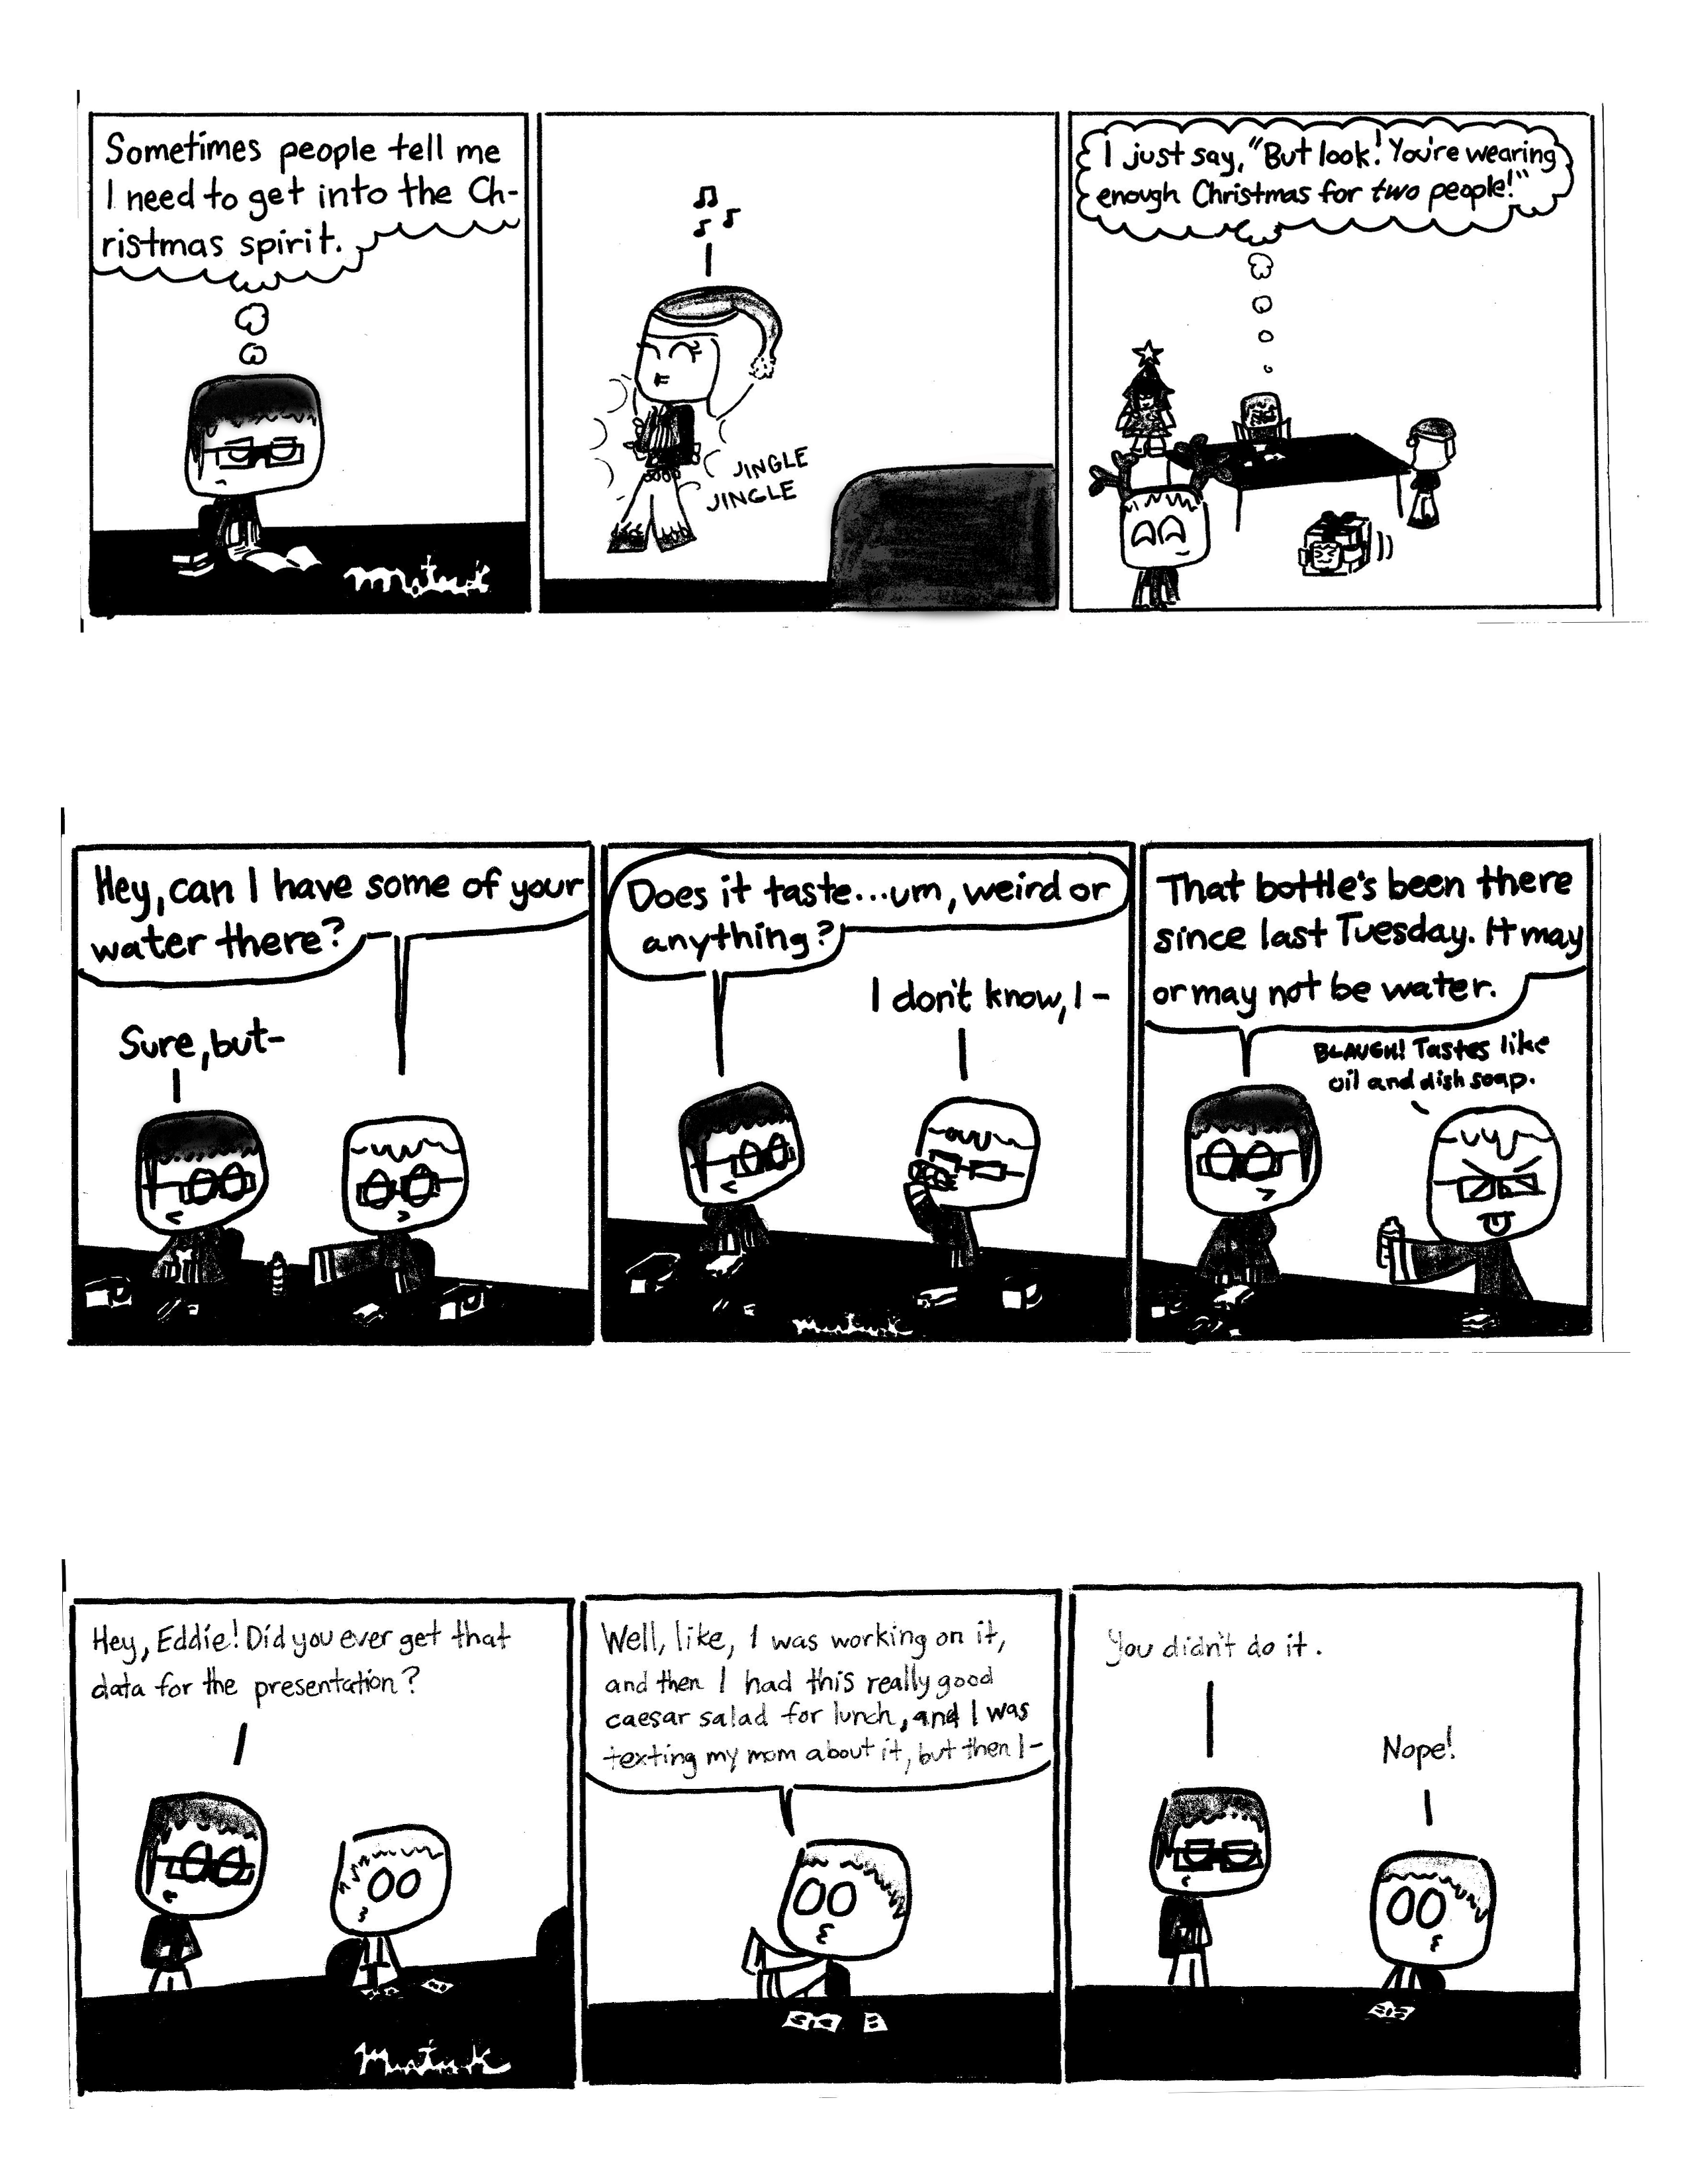 Sometimes people tell me
I need to get into the Ch-
ristmas spirit.
JINGLE
JINGLE
I just say, "But look! You're wearing
enough Christmas for two people!"
Hey, can I have some of your
water there?
Sure, but-
Does it taste...um, weird or
anything?
I don't know, I-
That bottle's been there
since last Tuesday. It may
or may not be water.
BLAUGH! Tastes like
oil and dish soap.
Hey, Eddie! Did you ever get that
data for the presentation?
Well, like, I was working on it,
and then I had this really good
caesar salad for lunch, and I was
texting my mom about it, but then I-
You didn't do it.
Nope!